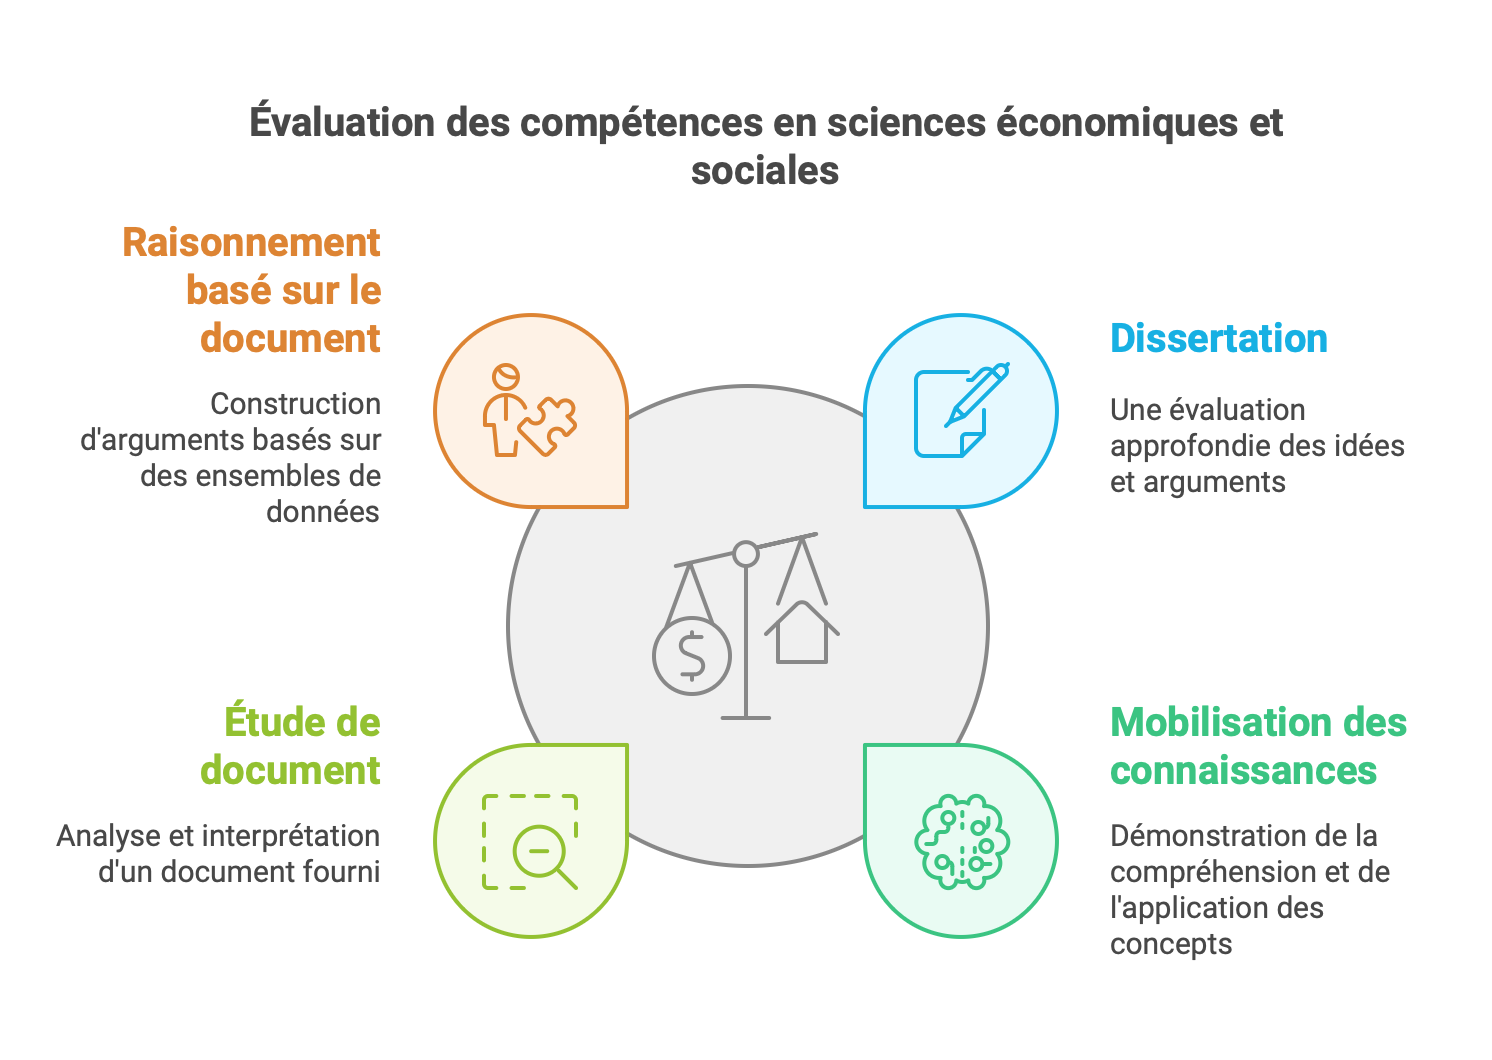 Évaluation des compétences en sciences économiques et
sociales
Raisonnement
basé sur le
document
Construction
d'arguments basés sur
des ensembles de
données
Dissertation
Une évaluation
approfondie des idées
et arguments
$
Étude de
document
Analyse et interprétation
d'un document fourni
Mobilisation des
connaissances
Démonstration de la
compréhension et de
l'application des
concepts